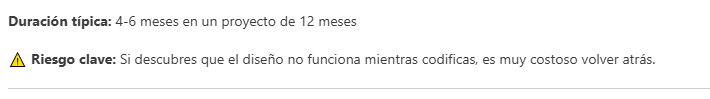 Duración típica: 4-6 meses en un proyecto de 12 meses
⚠ Riesgo clave: Si descubres que el diseño no funciona mientras codificas, es muy costoso volver atrás.